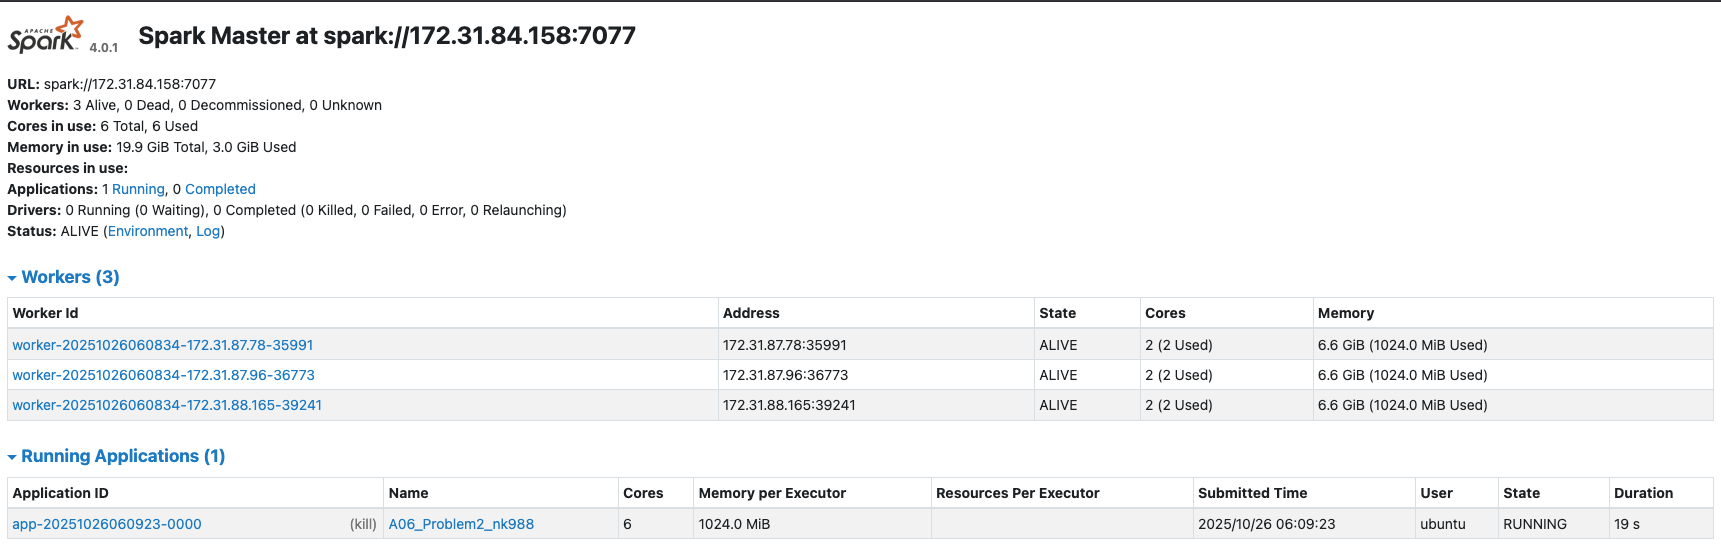 APACHE Spark 4.0.1 Spark Master at spark://172.31.84.158:7077
URL: spark://172.31.84.158:7077
Workers: 3 Alive, 0 Dead, 0 Decommissioned, 0 Unknown
Cores in use: 6 Total, 6 Used
Memory in use: 19.9 GiB Total, 3.0 GiB Used
Resources in use:
Applications: 1 Running, 0 Completed
Drivers: 0 Running (0 Waiting), 0 Completed (0 Killed, 0 Failed, 0 Error, 0 Relaunching)
Status: ALIVE (Environment, Log)
Workers (3)
Worker Id Address State Cores Memory
worker-20251026060834-172.31.87.78-35991 172.31.87.78:35991 ALIVE 2 (2 Used) 6.6 GiB (1024.0 MiB Used)
worker-20251026060834-172.31.87.96-36773 172.31.87.96:36773 ALIVE 2 (2 Used) 6.6 GiB (1024.0 MiB Used)
worker-20251026060834-172.31.88.165-39241 172.31.88.165:39241 ALIVE 2 (2 Used) 6.6 GiB (1024.0 MiB Used)
Running Applications (1)
Application ID Name Cores Memory per Executor Resources Per Executor Submitted Time User State Duration
app-20251026060923-0000 (kill) A06_Problem2_nk988 6 1024.0 MiB 2025/10/26 06:09:23 ubuntu RUNNING 19 s